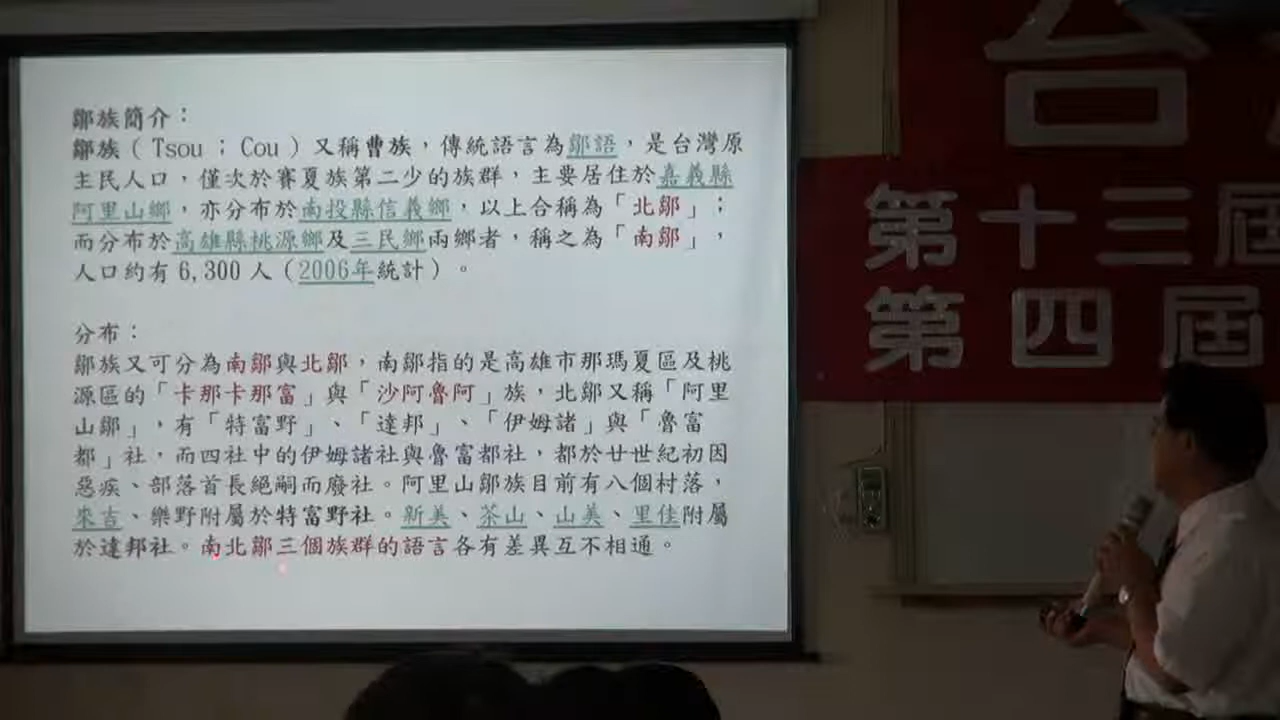 鄒族簡介：
鄒族（Tsou；Cou）又稱曹族，傳統語言為鄒語，是台灣原
主民人口，僅次於賽夏族第二少的族群，主要居住於嘉義縣
阿里山鄉，亦分布於南投縣信義鄉，以上合稱為「北鄒」；
而分布於高雄縣桃源鄉及三民鄉兩鄉者，稱之為「南鄒」，
人口約有6,300人（2006年統計）。
分布：
鄒族又可分為南鄒與北鄒，南鄒指的是高雄市那瑪夏區及桃
源區的「卡那卡那富」與「沙阿魯阿」族，北鄒又稱「阿里
山鄒」，有「特富野」、「達邦」、「伊姆諸」與「魯富
都」社，而四社中的伊姆諸社與魯富都社，都於廿世紀初因
惡疾、部落首長絕嗣而廢社。阿里山鄒族目前有八個村落，
來吉、樂野附屬於特富野社。新美、茶山、山美、里佳附屬
於達邦社。南北鄒三個族群的語言各有差異互不相通。
台
第十三屆
第四屆